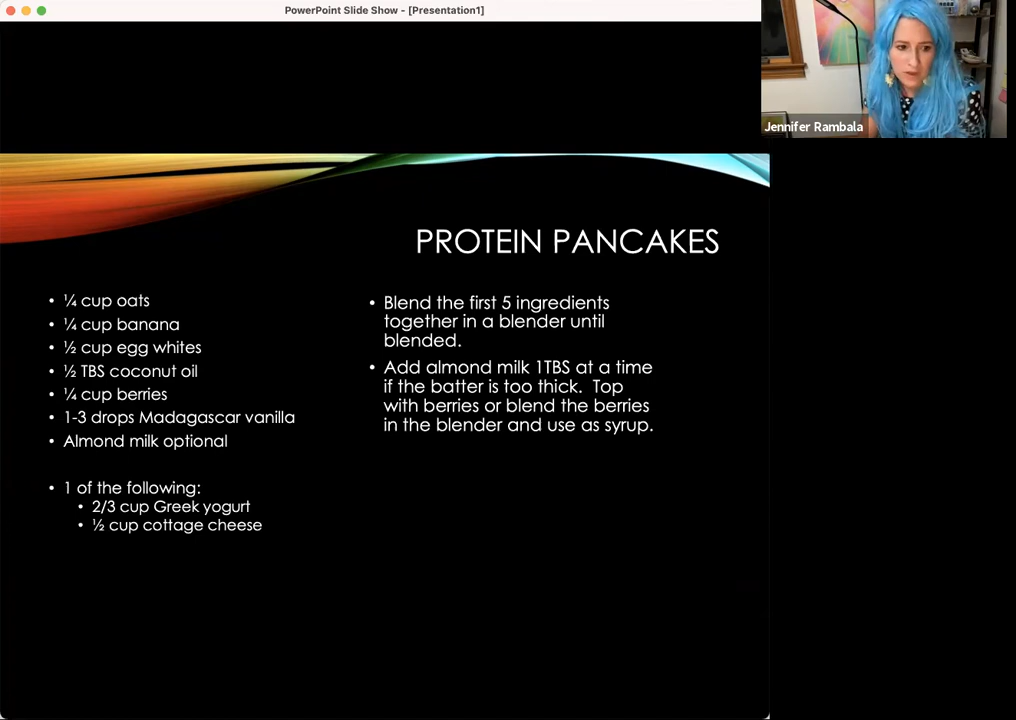 PowerPoint Slide Show - [Presentation1]
Jennifer Rambala
PROTEIN PANCAKES
• ¼ cup oats
• ¼ cup banana
• ½ cup egg whites
• ½ TBS coconut oil
• ¼ cup berries
• 1-3 drops Madagascar vanilla
• Almond milk optional
• 1 of the following:
• 2/3 cup Greek yogurt
• ½ cup cottage cheese
• Blend the first 5 ingredients
together in a blender until
blended.
• Add almond milk 1TBS at a time
if the batter is too thick.  Top
with berries or blend the berries
in the blender and use as syrup.